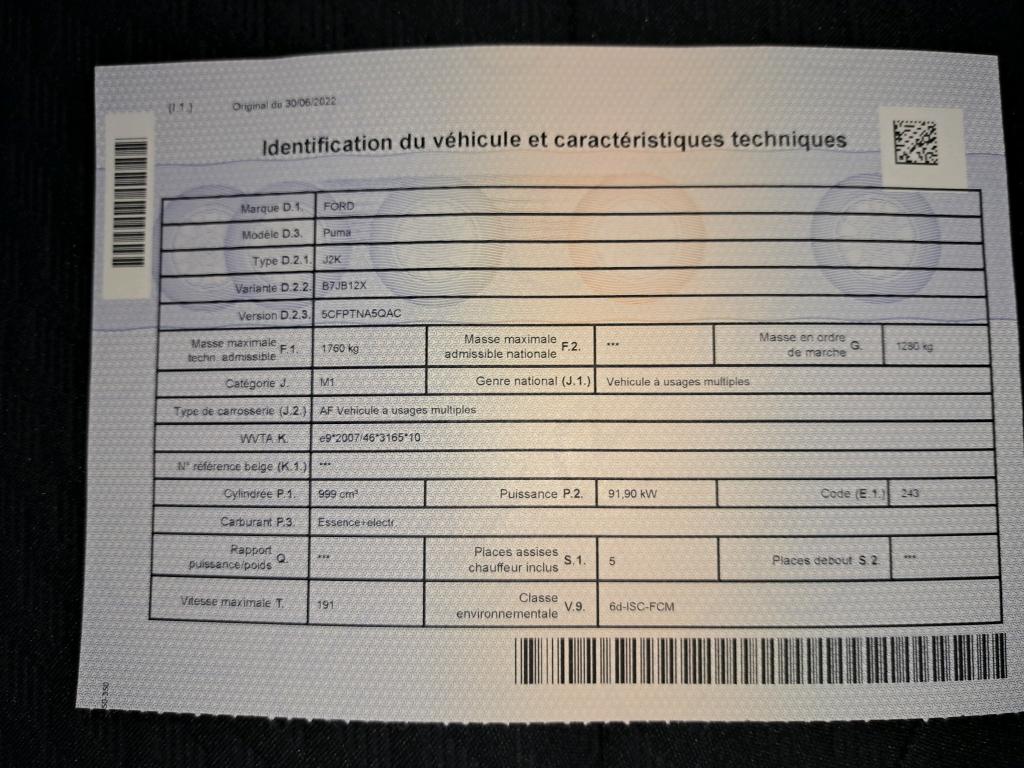 (I.1.) Original du 30/06/2022
Identification du véhicule et caractéristiques techniques
Marque D.1. FORD
Modèle D.3. Puma
Type D.2.1. J2K
Variante D.2.2. B7JB12X
Version D.2.3. 5CFPTNA5QAC
Masse maximale techn. admissible F.1. 1760 kg Masse maximale admissible nationale F.2. *** Masse en ordre de marche G. 1280 kg
Catégorie J. M1 Genre national (J.1.) Vehicule à usages multiples
Type de carrosserie (J.2.) AF Vehicule à usages multiples
WVTA K. e9*2007/46*3165*10
N° référence belge (K.1.) ***
Cylindrée P.1. 999 cm³ Puissance P.2. 91,90 kW Code (E.1.) 243
Carburant P.3. Essence+electr.
Rapport puissance/poids Q. *** Places assises chauffeur inclus S.1. 5 Places debout S.2. ***
Vitesse maximale T. 191 Classe environnementale V.9. 6d-ISC-FCM